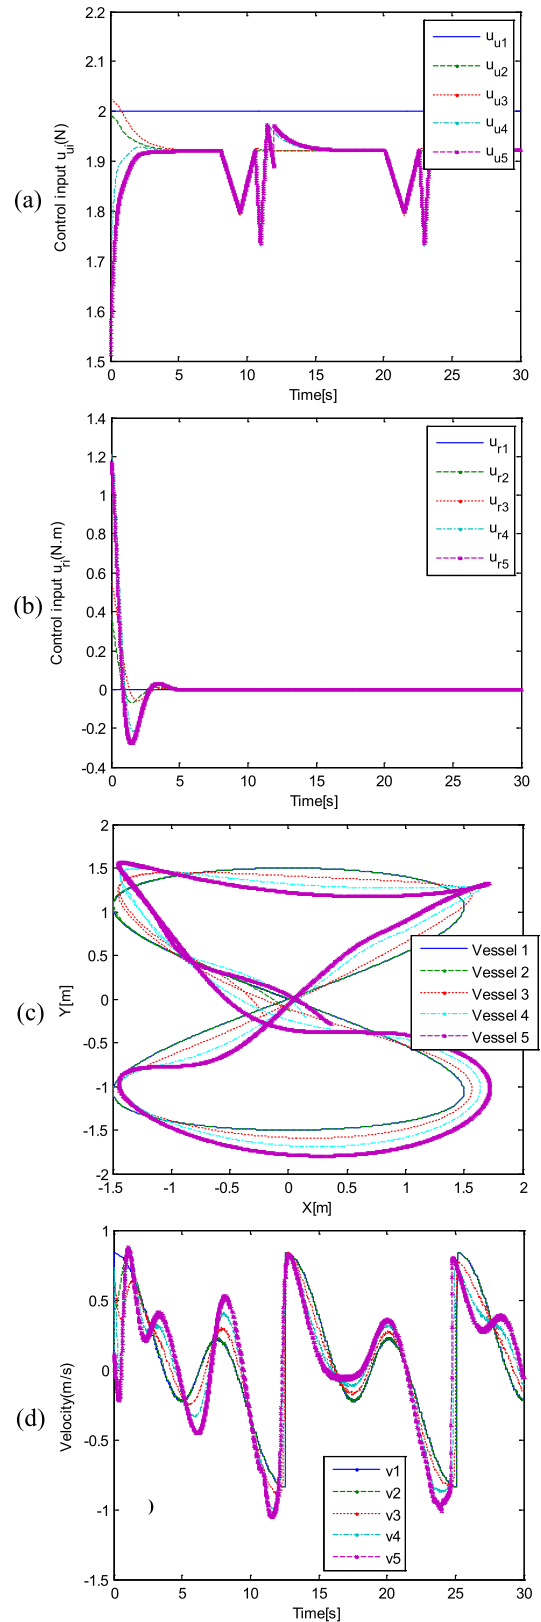 2.2
2.1
2
1.9
1.8
1.7
1.6
1.5
0
5
10
15
20
25
30
Time[s]
Control input u_ui(N)
u_u1
u_u2
u_u3
u_u4
u_u5
(a)
1.4
1.2
1
0.8
0.6
0.4
0.2
0
-0.2
-0.4
0
5
10
15
20
25
30
Time[s]
Control input u_ri(N.m)
u_r1
u_r2
u_r3
u_r4
u_r5
(b)
2
1.5
1
0.5
0
-0.5
-1
-1.5
-2
-1.5
-1
-0.5
0
0.5
1
1.5
2
X[m]
Y[m]
Vessel 1
Vessel 2
Vessel 3
Vessel 4
Vessel 5
(c)
1
0.5
0
-0.5
-1
-1.5
0
5
10
15
20
25
30
Time[s]
Velocity(m/s)
v1
v2
v3
v4
v5
(d)
)